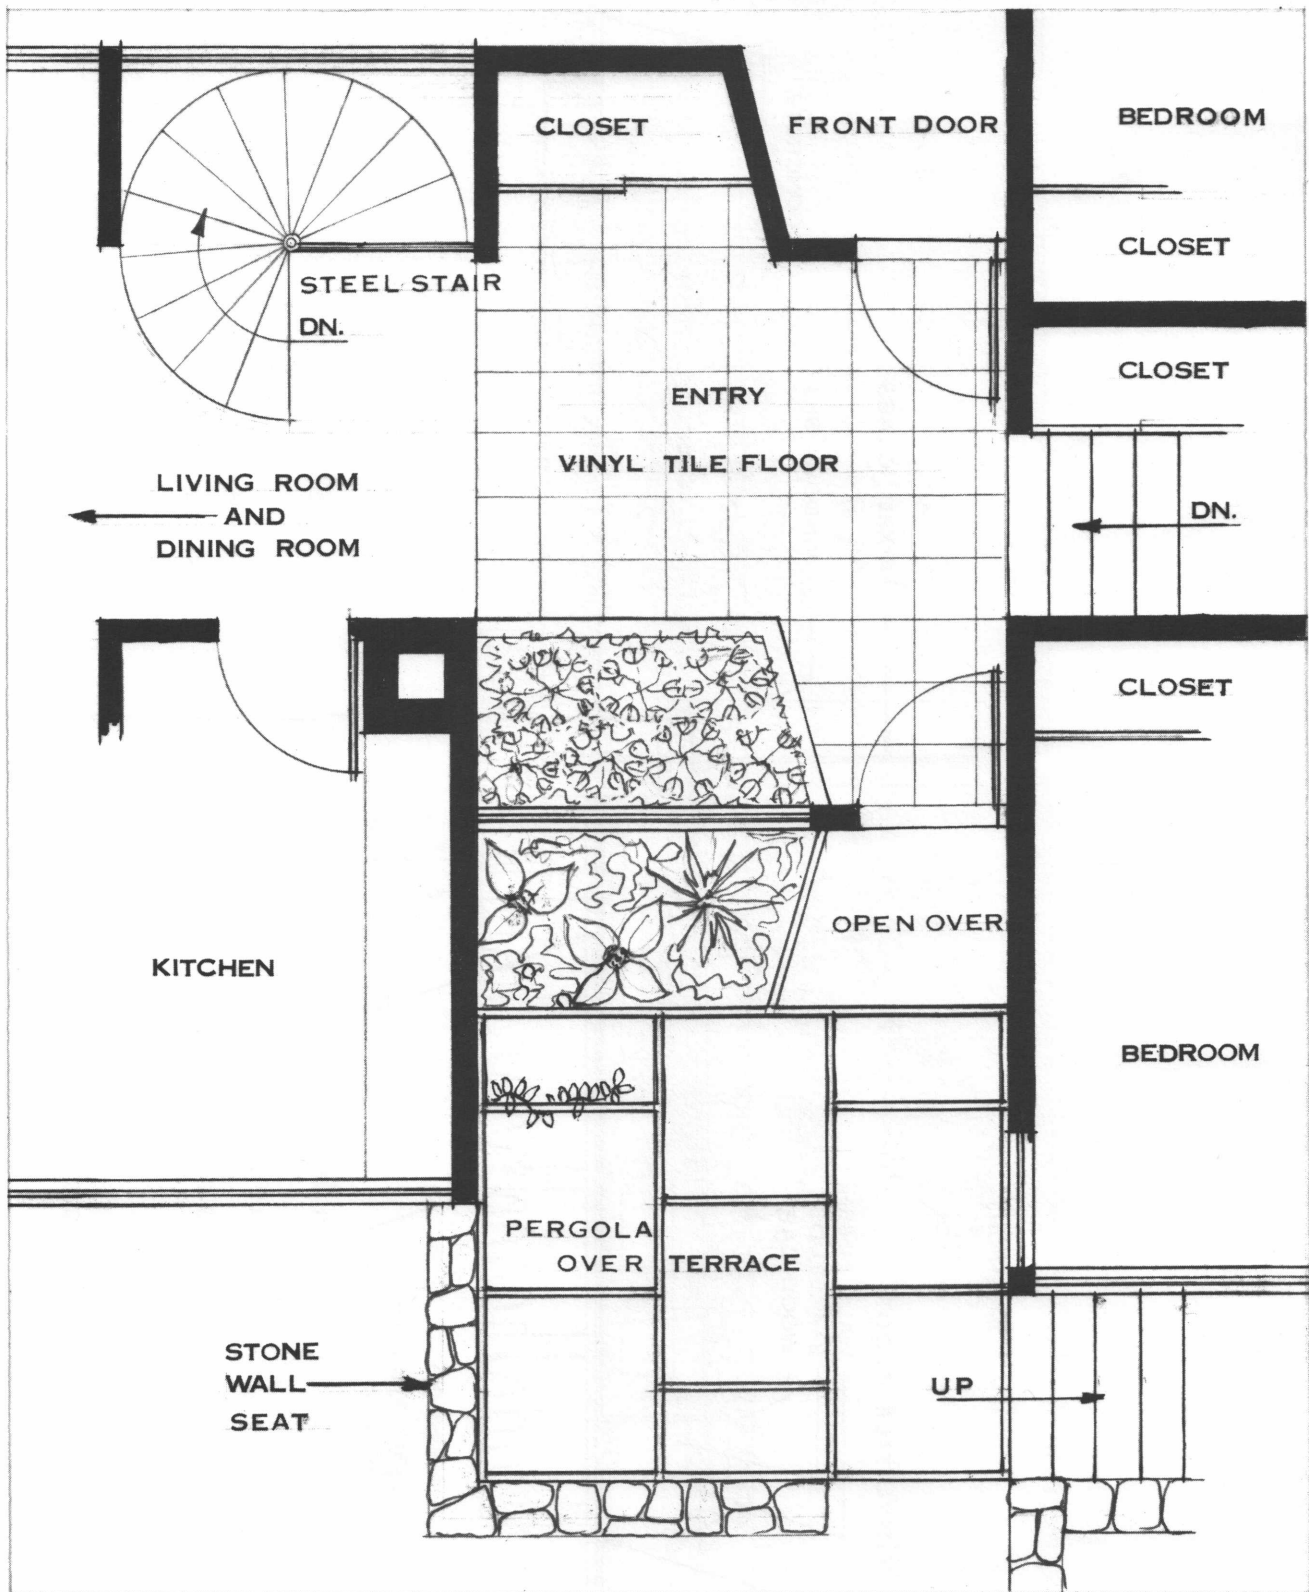 CLOSET
FRONT DOOR
BEDROOM
CLOSET
STEEL STAIR
DN.
CLOSET
ENTRY
VINYL TILE FLOOR
LIVING ROOM
AND
DINING ROOM
DN.
CLOSET
OPEN OVER
KITCHEN
BEDROOM
PERGOLA
OVER TERRACE
STONE
WALL
SEAT
UP